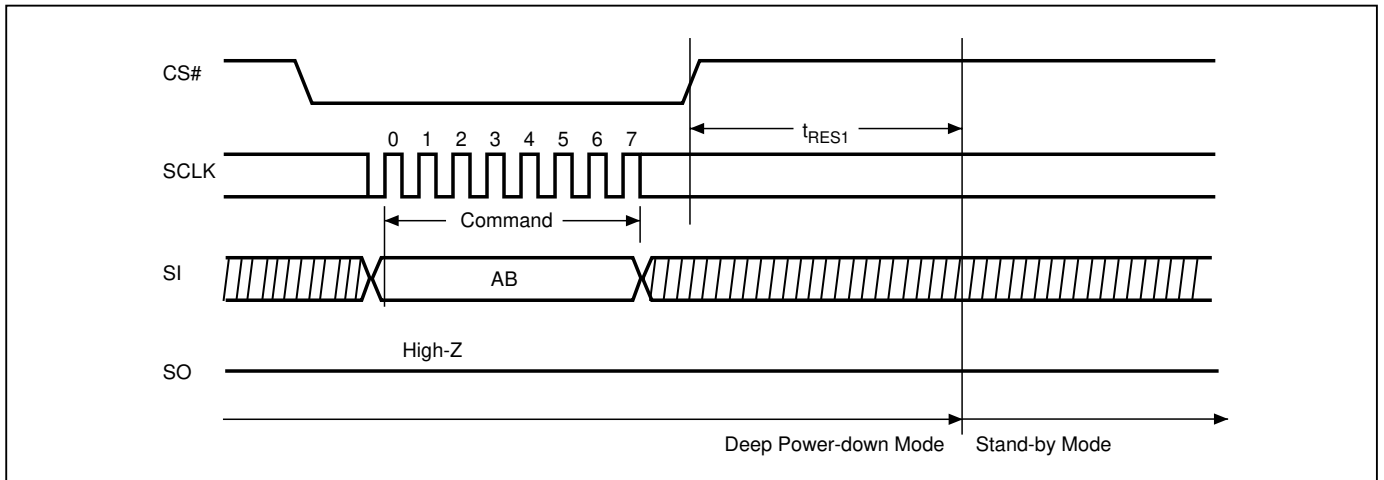 CS#
tRES1
0 1 2 3 4 5 6 7
SCLK
Command
SI
AB
High-Z
SO
Deep Power-down Mode
Stand-by Mode